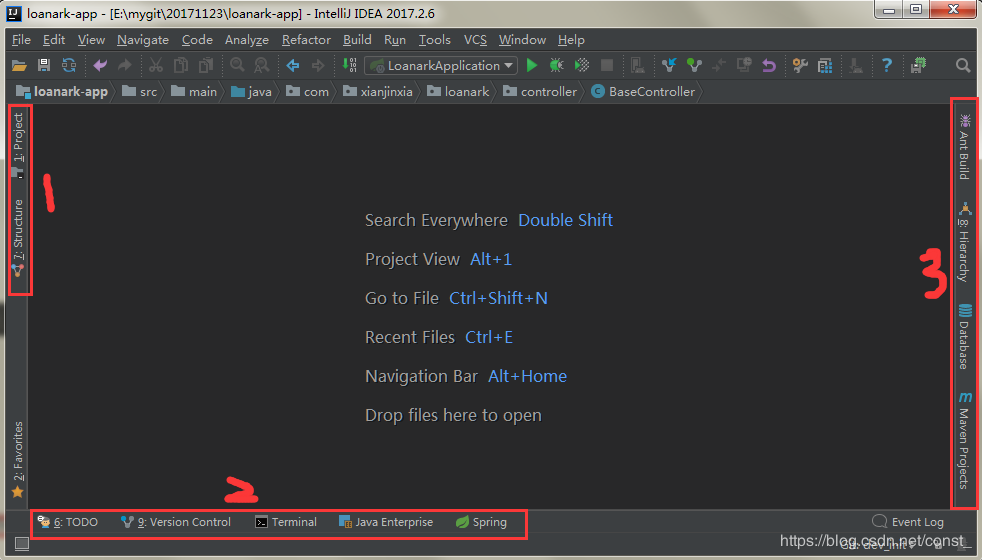 loanark-app - [E:\mygit\20171123\loanark-app] - IntelliJ IDEA 2017.2.6
File Edit View Navigate Code Analyze Refactor Build Run Tools VCS Window Help
LoanarkApplication
loanark-app src main java com xianjinxia loanark controller BaseController
1: Project
7: Structure
2: Favorites
1
Search Everywhere Double Shift
Project View Alt+1
Go to File Ctrl+Shift+N
Recent Files Ctrl+E
Navigation Bar Alt+Home
Drop files here to open
3
Ant Build
8: Hierarchy
Database
m Maven Projects
2
6: TODO 9: Version Control Terminal Java Enterprise Spring Event Log
https://blog.csdn.net/const_